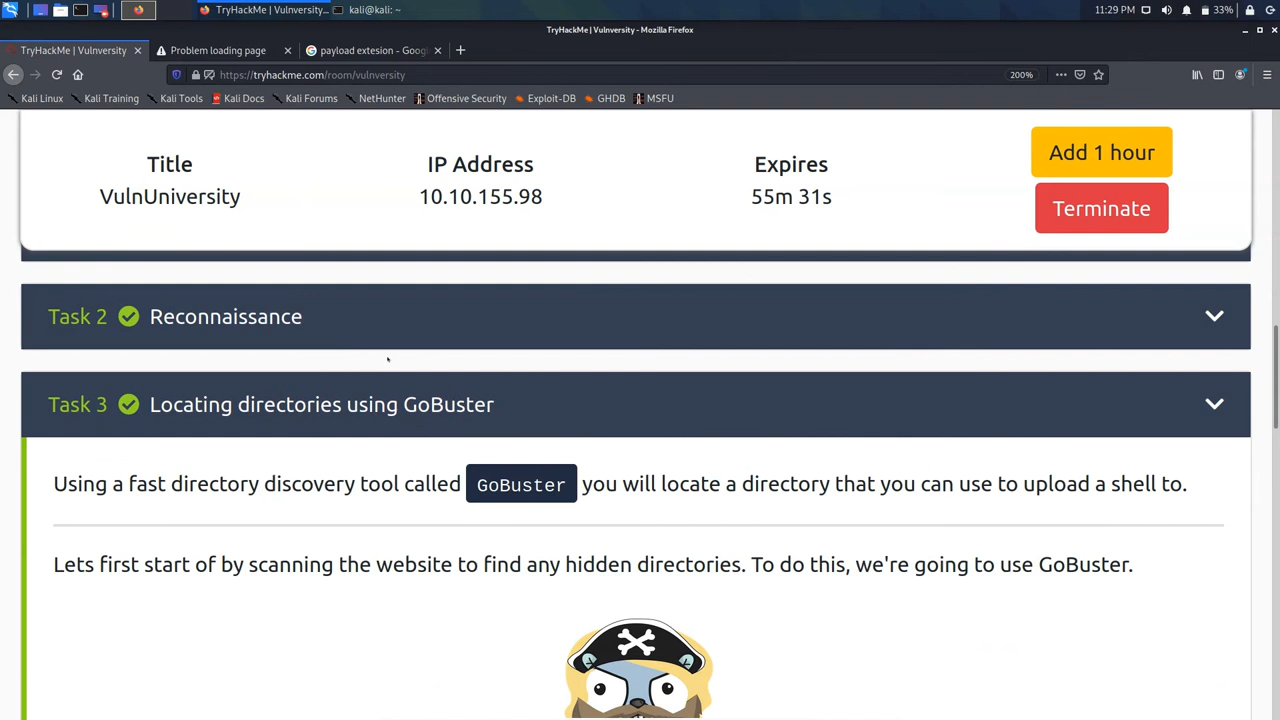 TryHackMe | Vulnversity...
kali@kali: ~
11:29 PM
33%
TryHackMe | Vulnversity - Mozilla Firefox
TryHackMe | Vulnversity
Problem loading page
payload extesion - Goog
https://tryhackme.com/room/vulnversity
200%
Kali Linux
Kali Training
Kali Tools
Kali Docs
Kali Forums
NetHunter
Offensive Security
Exploit-DB
GHDB
MSFU
Title
IP Address
Expires
Add 1 hour
VulnUniversity
10.10.155.98
55m 31s
Terminate
Task 2 Reconnaissance
Task 3 Locating directories using GoBuster
Using a fast directory discovery tool called GoBuster you will locate a directory that you can use to upload a shell to.
Lets first start of by scanning the website to find any hidden directories. To do this, we're going to use GoBuster.